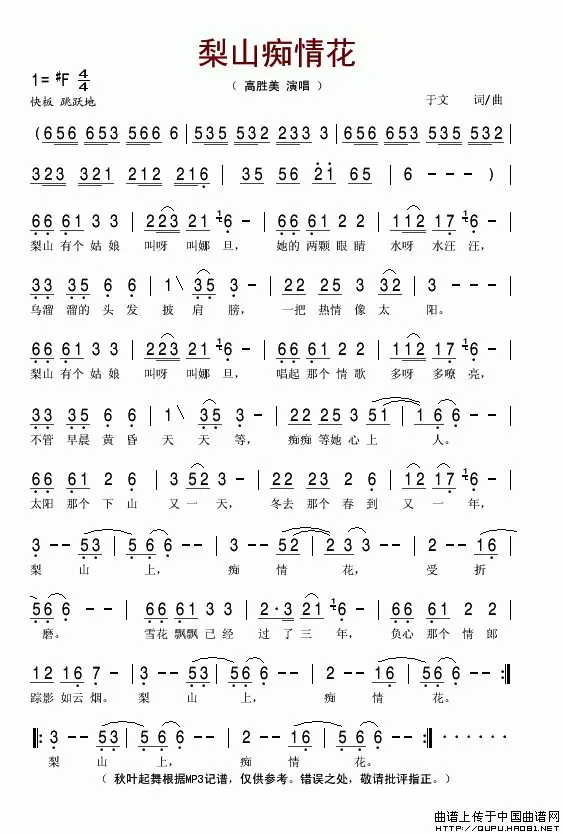 梨山痴情花
1=#F 4/4
( 高胜美 演唱 )
快板 跳跃地
于文 词/曲
( 656 653 566 6 | 535 532 552 5 | 656 653 535 532 |
323 321 212 216 | 35 56 21 65 | 6 - - - ) |
66 61 3 3 | 223 21 16 - | 66 61 2 2 | 112 17 16 - |
梨山 有个 姑 娘 叫呀 叫娜 旦, 她的 两颗 眼 睛 水呀 水汪 汪,
33 35 6 6 | 1\ 35 3 - | 22 25 3 32 | 2 - - - |
乌溜 溜的 头 发 披 肩 膀, 一把 热情 像 太 阳。
66 61 3 3 | 223 21 16 - | 66 61 2 2 | 112 17 16 - |
梨山 有个 姑 娘 叫呀 叫娜 旦, 唱起 那个 情 歌 多呀 多嘹 亮,
33 35 6 6 | 1\ 35 3 - | 22 25 3 51 | 1 6 6 - |
不管 早晨 黄 昏 天 天 等, 痴痴 等她 心 上 人。
66 61 2 6 | 3 52 3 - | 22 25 3 5 | 12 17 16 - |
太阳 那个 下 山 又 一 天, 冬去 那个 春 到 又 一 年,
3 - - 53 | 5 6 6 - | 3 - - 52 | 2 3 3 - | 2 - - 16 |
梨 山 上, 痴 情 花, 受 折
56 6 - - | 66 61 3 3 | 2·3 21 16 - | 66 61 2 2 |
磨。 雪花 飘飘 已 经 过 了 三 年, 负心 那个 情 郎
12 16 7 - | 3 - - 53 | 56 6 - - | 2 - - 16 | 56 6 - - :‖
踪影 如云 烟。 梨 山 上, 痴 情 花。
‖: 3 - - 53 | 56 6 - - | 2 - - 16 | 56 6 - - :‖ · · · · · ·
梨 山 上, 痴 情 花。
( 秋叶起舞根据MP3记谱,仅供参考。错误之处,敬请批评指正。)
曲谱上传于中国曲谱网
http://QUPU.HAO81.NET